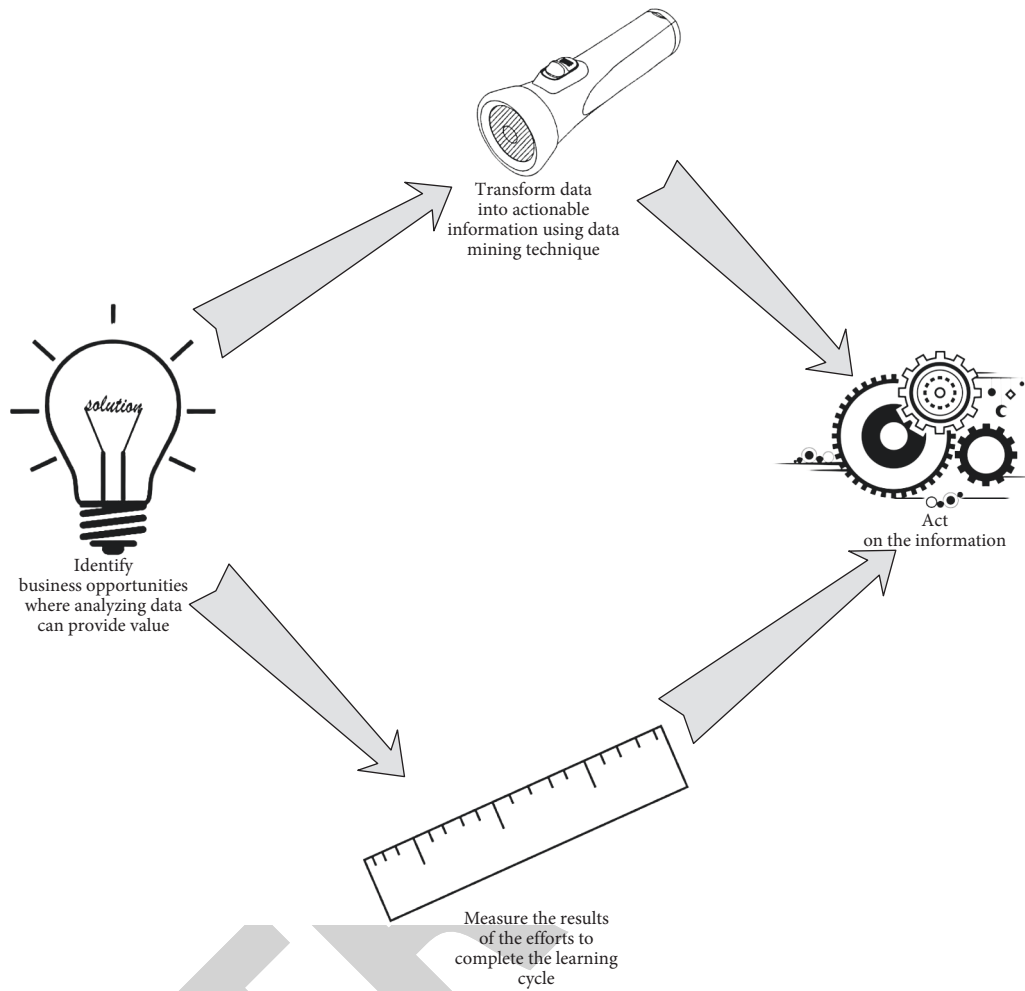 Transform data
into actionable
information using data
mining technique
solution
Identify
business opportunities
where analyzing data
can provide value
Act
on the information
Measure the results
of the efforts to
complete the learning
cycle